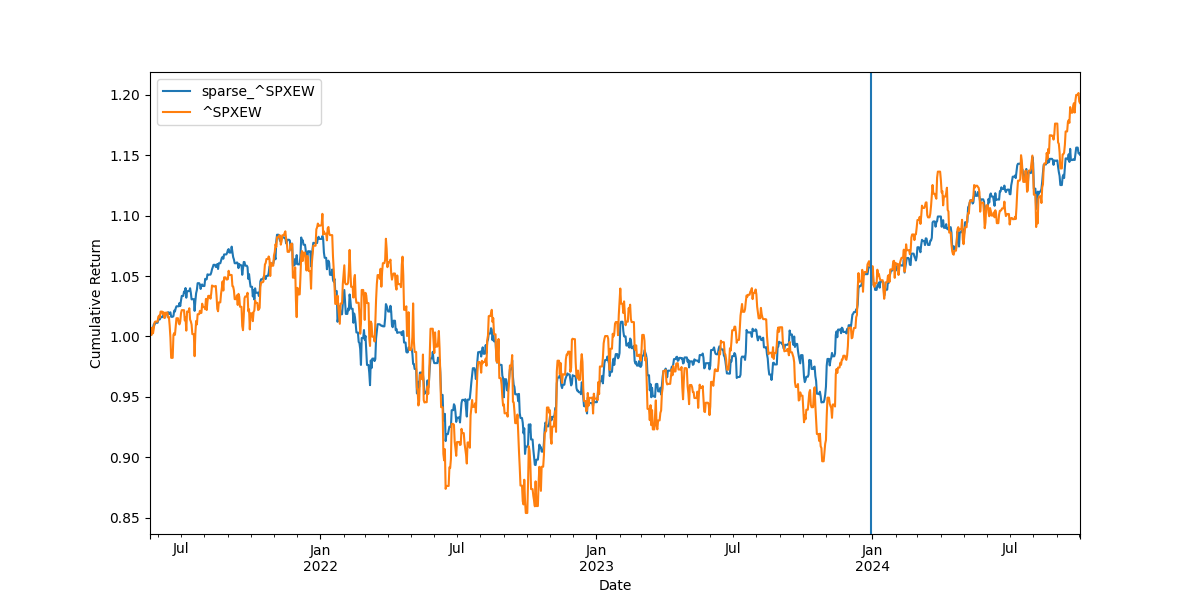 sparse_^SPXEW
^SPXEW
Cumulative Return
1.20
1.15
1.10
1.05
1.00
0.95
0.90
0.85
Jul
Jan
2022
Jul
Jan
2023
Jul
Jan
2024
Jul
Date